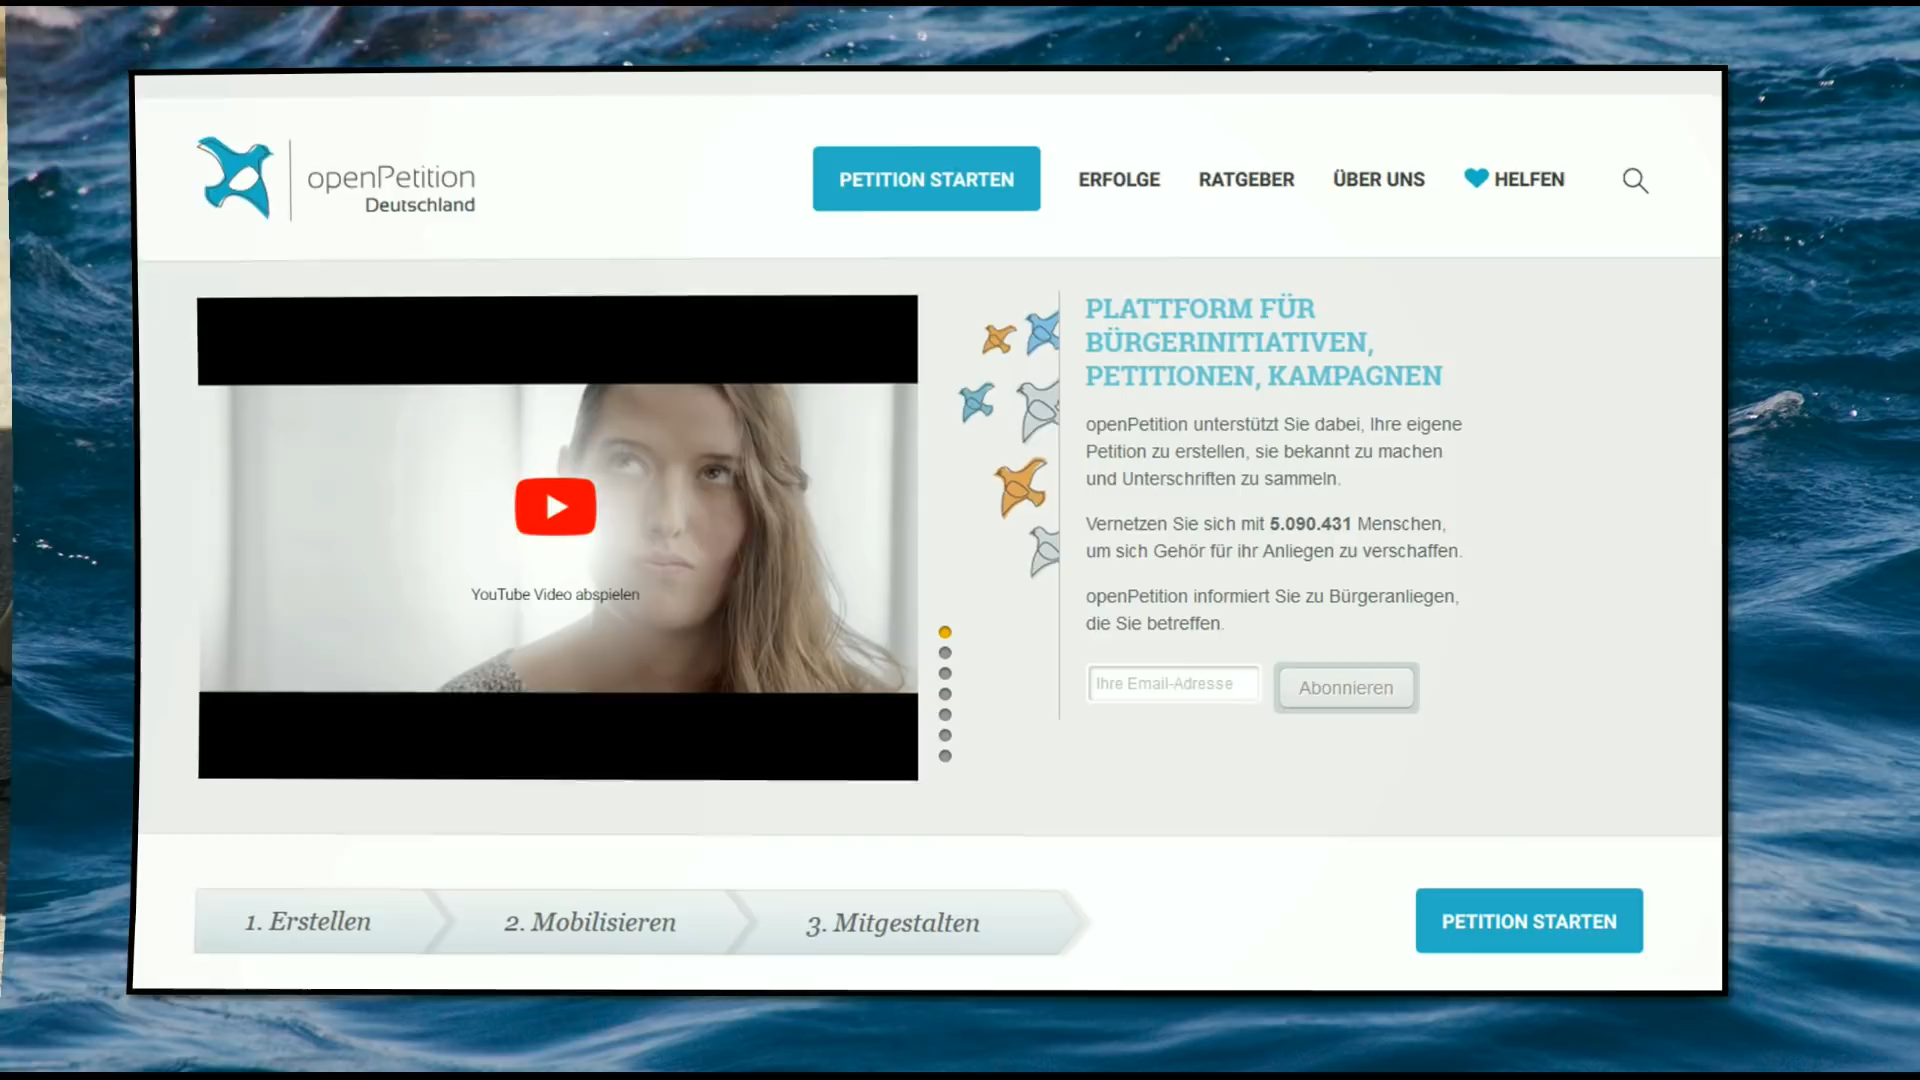 openPetition
Deutschland
PETITION STARTEN
ERFOLGE
RATGEBER
ÜBER UNS
HELFEN
YouTube Video abspielen
PLATTFORM FÜR
BÜRGERINITIATIVEN,
PETITIONEN, KAMPAGNEN
openPetition unterstützt Sie dabei, Ihre eigene
Petition zu erstellen, sie bekannt zu machen
und Unterschriften zu sammeln.
Vernetzen Sie sich mit 5.090.431 Menschen,
um sich Gehör für ihr Anliegen zu verschaffen.
openPetition informiert Sie zu Bürgeranliegen,
die Sie betreffen.
Ihre Email-Adresse
Abonnieren
1. Erstellen
2. Mobilisieren
3. Mitgestalten
PETITION STARTEN